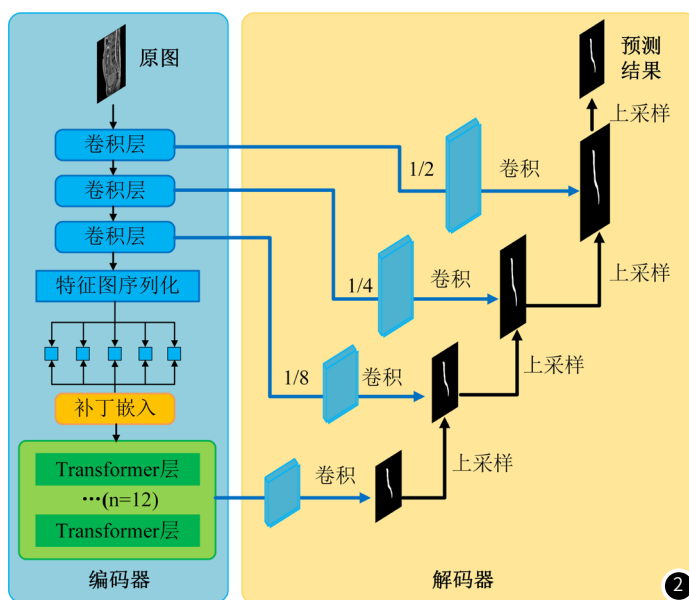 原图
卷积层
卷积层
卷积层
特征图序列化
补丁嵌入
Transformer层
···(n=12)
Transformer层
编码器
预测
结果
上采样
1/2
卷积
上采样
1/4
卷积
上采样
1/8
卷积
上采样
卷积
解码器
2